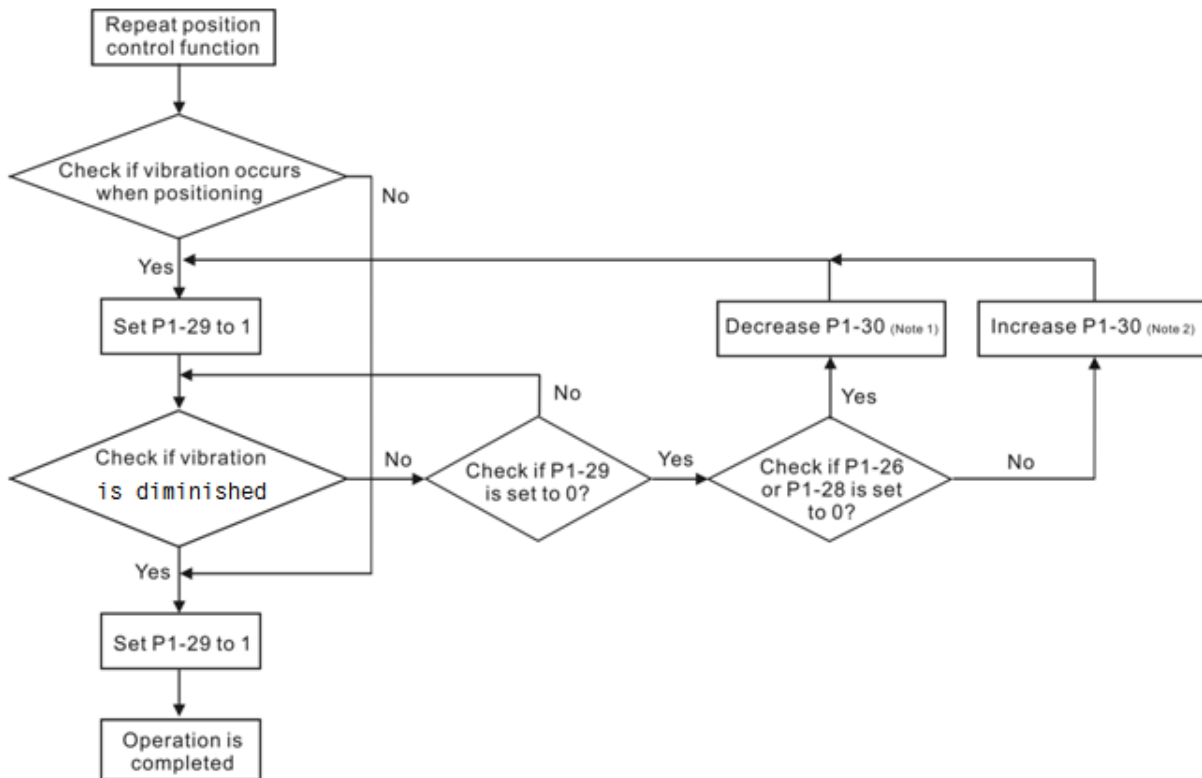 Repeat position
control function
Check if vibration occurs
when positioning
No
Yes
Set P1-29 to 1
Decrease P1-30 (Note 1)
Increase P1-30 (Note 2)
No
Yes
Check if vibration
is diminished
No
Check if P1-29
is set to 0?
Yes
Check if P1-26
or P1-28 is set
to 0?
No
Yes
Set P1-29 to 1
Operation is
completed